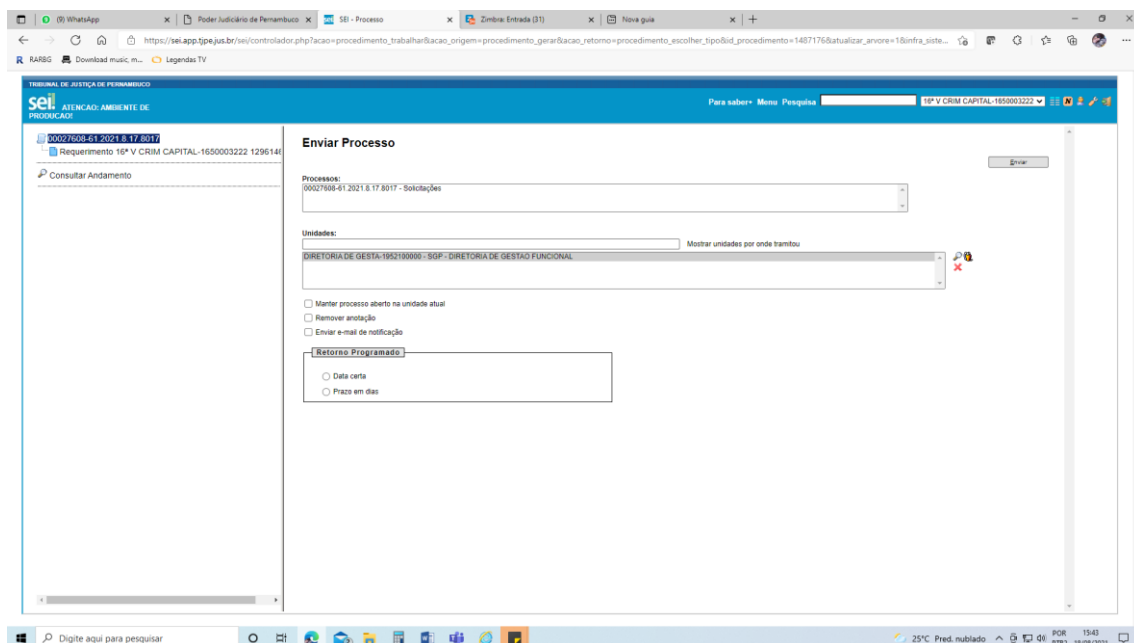 (9) WhatsApp
Poder Judiciário de Pernambuco
SEI - Processo
Zimbra: Entrada (31)
Nova guia
https://sei.app.tjpe.jus.br/sei/controlador.php?acao=procedimento_trabalhar&acao_origem=procedimento_gerar&acao_retorno=procedimento_escolher_tipo&id_procedimento=1487176&atualizar_arvore=1&infra_siste...
RARBG
Download music, m...
Legendas TV
TRIBUNAL DE JUSTIÇA DE PERNAMBUCO
sei! ATENCAO: AMBIENTE DE
PRODUCAO!
Para saber+ Menu Pesquisa
16ª V CRIM CAPITAL-1650003222
00027608-61.2021.8.17.8017
Requerimento 16ª V CRIM CAPITAL-1650003222 1296146
Consultar Andamento
Enviar Processo
Enviar
Processos:
00027608-61.2021.8.17.8017 - Solicitações
Unidades:
Mostrar unidades por onde tramitou
DIRETORIA DE GESTA-1952100000 - SGP - DIRETORIA DE GESTAO FUNCIONAL
Manter processo aberto na unidade atual
Remover anotação
Enviar e-mail de notificação
Retorno Programado
Data certa
Prazo em dias
Digite aqui para pesquisar
25°C Pred. nublado
POR
15:43